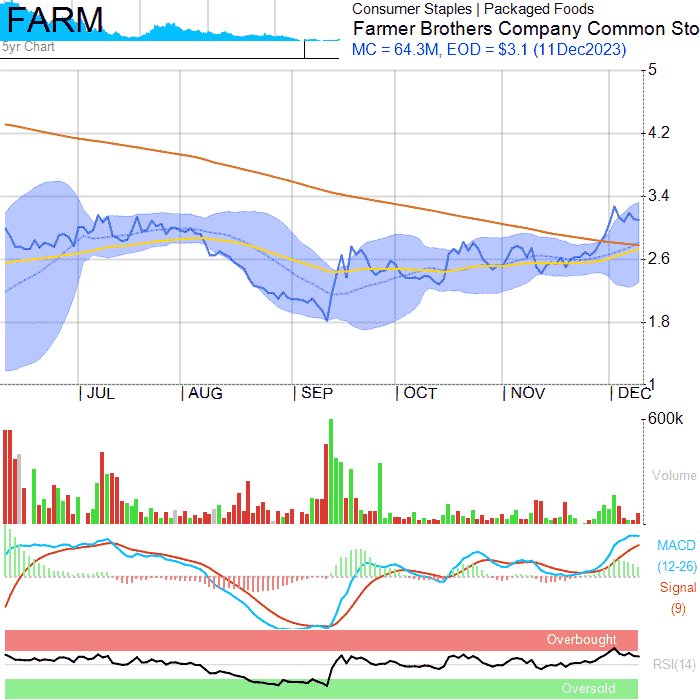 FARM
5yr Chart
Consumer Staples | Packaged Foods
Farmer Brothers Company Common Sto
MC = 64.3M, EOD = $3.1 (11Dec2023)
5
4.2
3.4
2.6
1.8
1
| JUL
| AUG
| SEP
| OCT
| NOV
| DEC
600k
Volume
MACD
(12-26)
Signal
(9)
Overbought
RSI(14)
Oversold